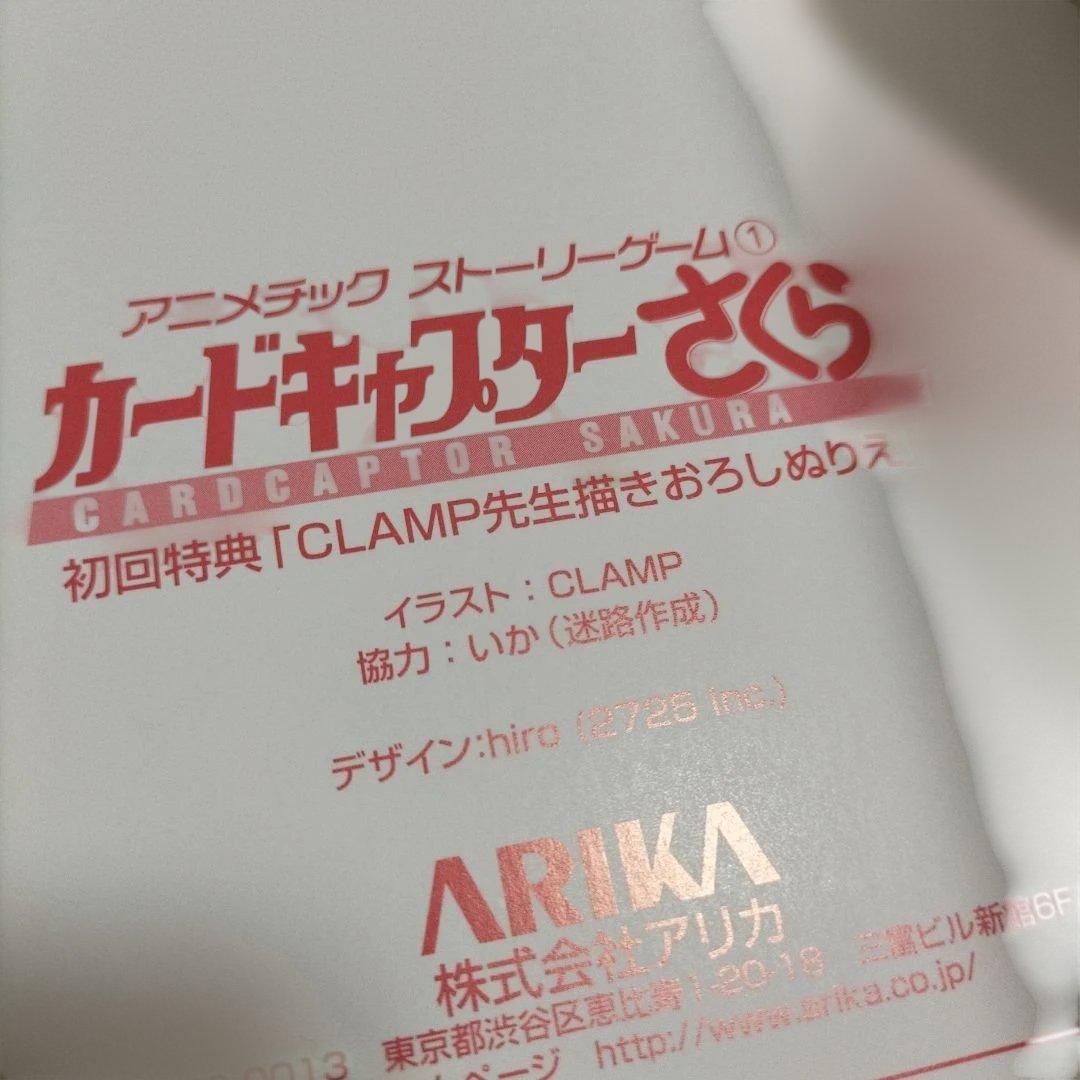 アニメチック ストーリーゲーム①
カードキャプターさくら
CARDCAPTOR SAKURA
初回特典「CLAMP先生描きおろしぬりえ
イラスト：CLAMP
協力：いか（迷路作成）
デザイン:hiro (2725 Inc.)
ARIKA
株式会社アリカ
0013 東京都渋谷区恵比寿1-20-18 三富ビル新館6F
ムページ http://www.arika.co.jp/